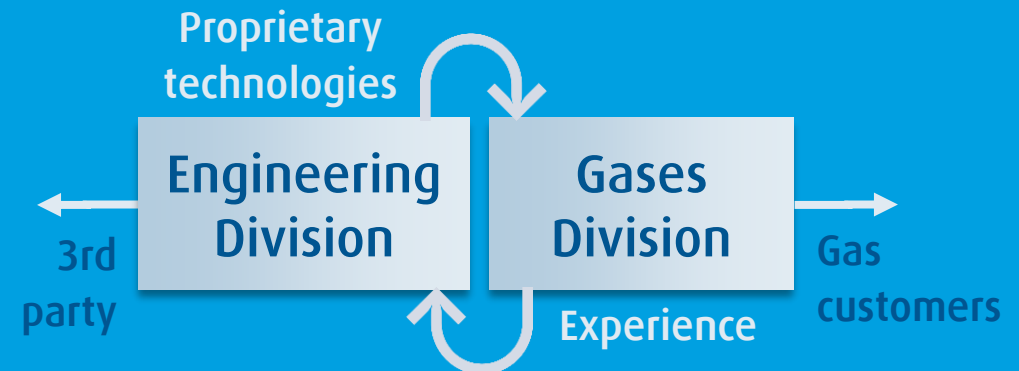 Proprietary
technologies
Engineering
Division
Gases
Division
3rd
party
Gas
customers
Experience